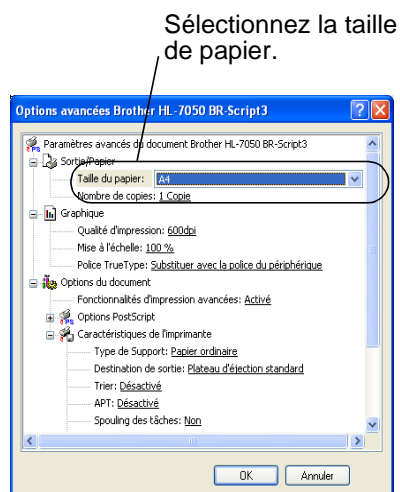 Sélectionnez la taille
de papier.
Options avancées Brother HL-7050 BR-Script3
Paramètres avancés du document Brother HL-7050 BR-Script3
Sortie/Papier
Taille du papier: A4
Nombre de copies: 1 Copie
Graphique
Qualité d'impression: 600dpi
Mise à l'échelle: 100 %
Police TrueType: Substituer avec la police du périphérique
Options du document
Fonctionnalités d'impression avancées: Activé
Options PostScript
Caractéristiques de l'imprimante
Type de Support: Papier ordinaire
Destination de sortie: Plateau d'éjection standard
Trier: Désactivé
APT: Désactivé
Spouling des tâches: Non
OK Annuler